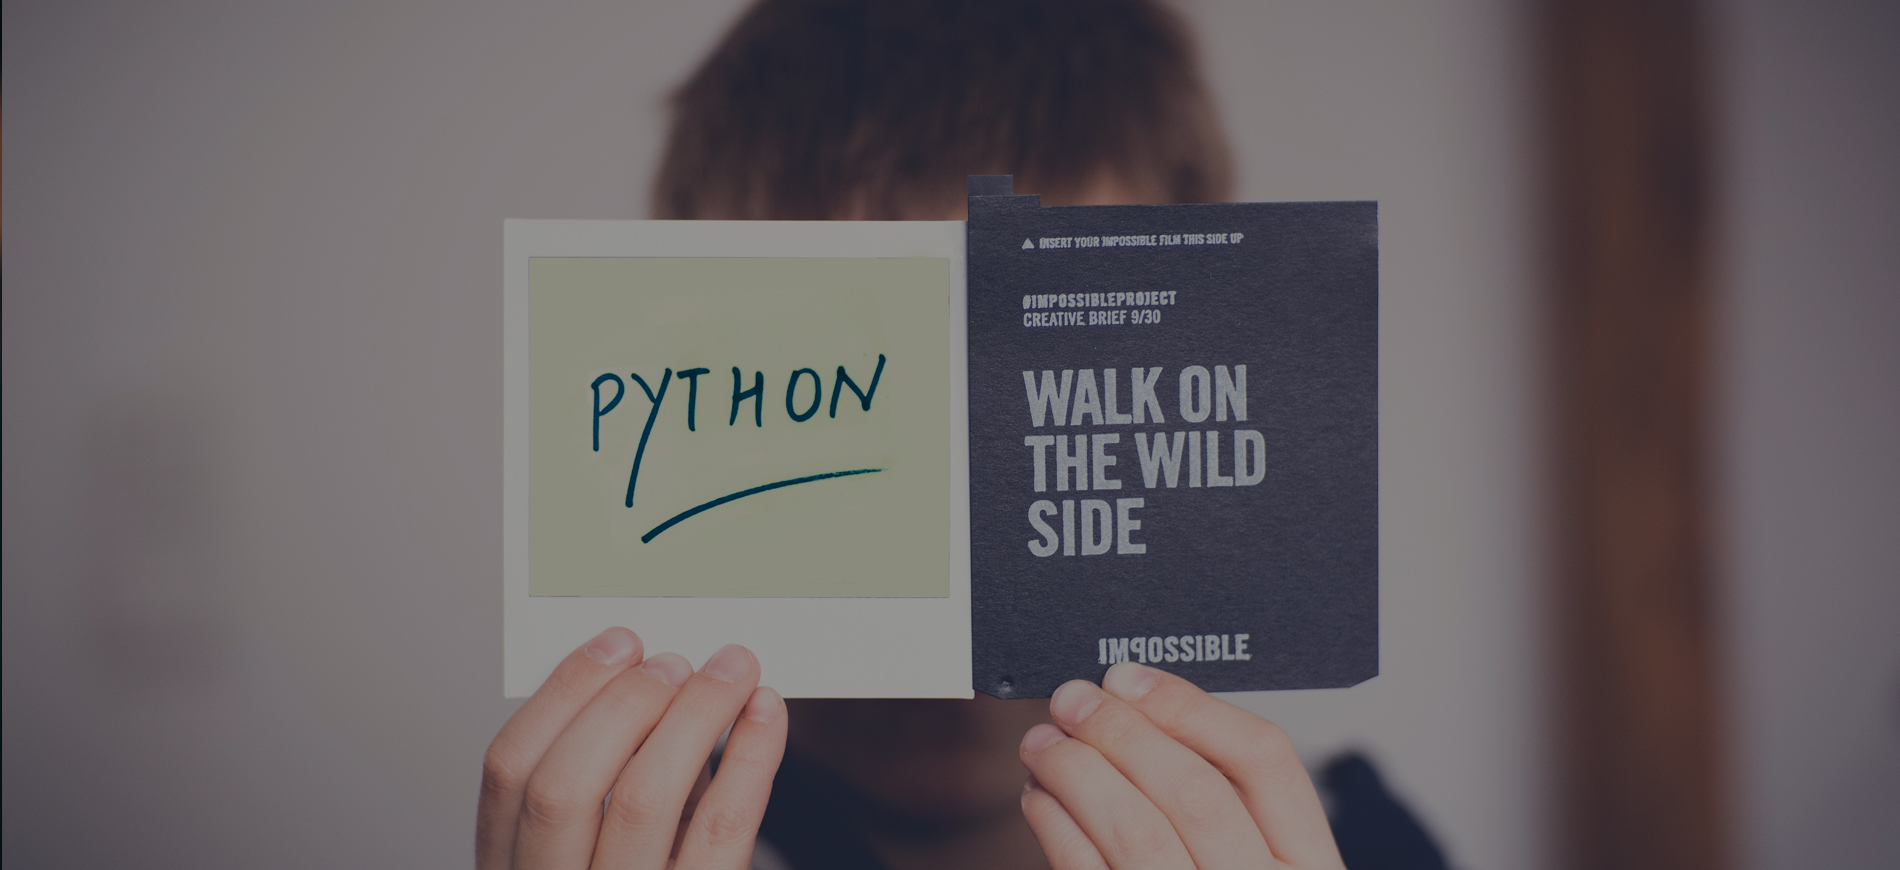 PYTHON
INSERT YOUR IMPOSSIBLE FILM THIS SIDE UP
#IMPOSSIBLEPROJECT
CREATIVE BRIEF 9/30
WALK ON
THE WILD
SIDE
IMPOSSIBLE